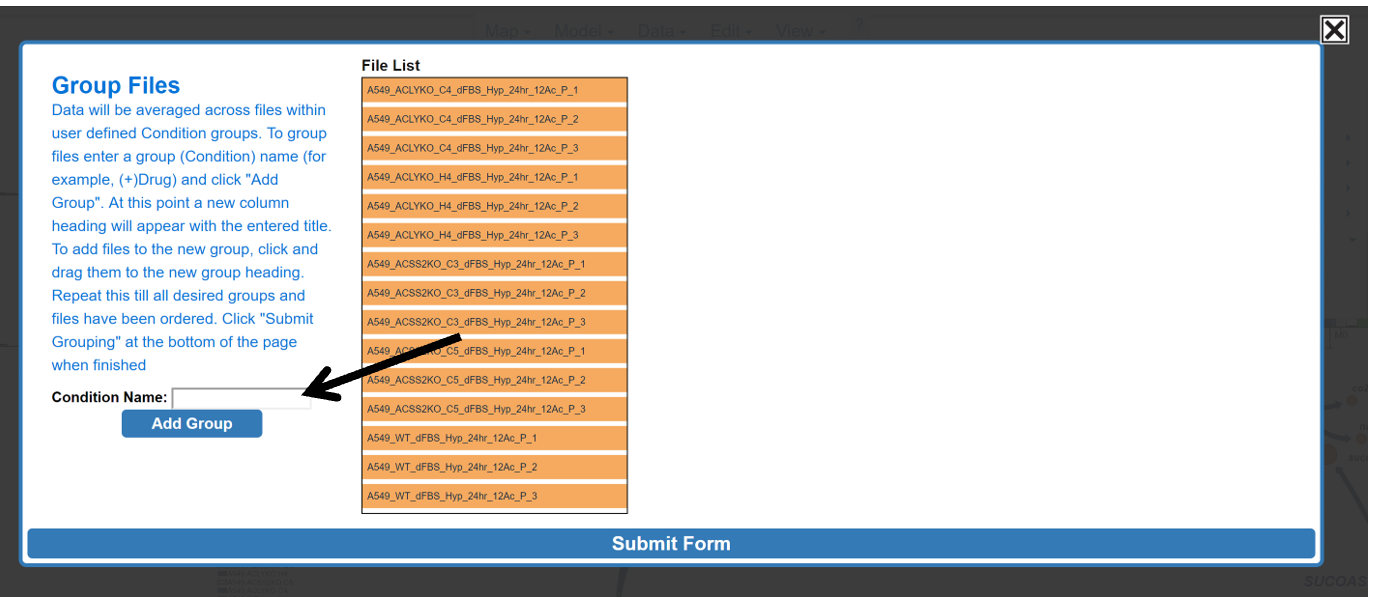 Map
Model
Data
Edit
View
?
Group Files
Data will be averaged across files within
user defined Condition groups. To group
files enter a group (Condition) name (for
example, (+)Drug) and click "Add
Group". At this point a new column
heading will appear with the entered title.
To add files to the new group, click and
drag them to the new group heading.
Repeat this till all desired groups and
files have been ordered. Click "Submit
Grouping" at the bottom of the page
when finished
Condition Name:
Add Group
File List
A549_ACLYKO_C4_dFBS_Hyp_24hr_12Ac_P_1
A549_ACLYKO_C4_dFBS_Hyp_24hr_12Ac_P_2
A549_ACLYKO_C4_dFBS_Hyp_24hr_12Ac_P_3
A549_ACLYKO_H4_dFBS_Hyp_24hr_12Ac_P_1
A549_ACLYKO_H4_dFBS_Hyp_24hr_12Ac_P_2
A549_ACLYKO_H4_dFBS_Hyp_24hr_12Ac_P_3
A549_ACSS2KO_C3_dFBS_Hyp_24hr_12Ac_P_1
A549_ACSS2KO_C3_dFBS_Hyp_24hr_12Ac_P_2
A549_ACSS2KO_C3_dFBS_Hyp_24hr_12Ac_P_3
A549_ACSS2KO_C5_dFBS_Hyp_24hr_12Ac_P_1
A549_ACSS2KO_C5_dFBS_Hyp_24hr_12Ac_P_2
A549_ACSS2KO_C5_dFBS_Hyp_24hr_12Ac_P_3
A549_WT_dFBS_Hyp_24hr_12Ac_P_1
A549_WT_dFBS_Hyp_24hr_12Ac_P_2
A549_WT_dFBS_Hyp_24hr_12Ac_P_3
Submit Form
SUCOAS